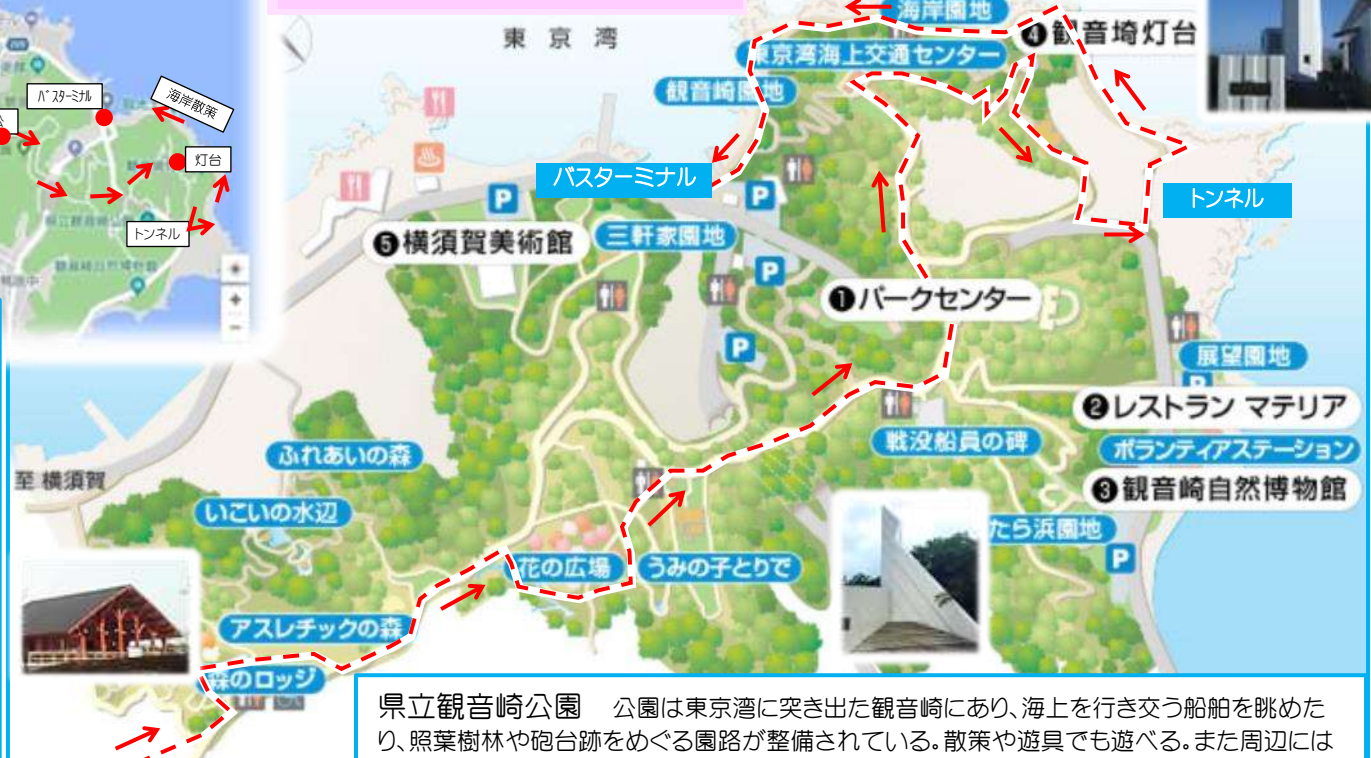 東 京 湾
海岸園地
❹観音埼灯台
東京湾海上交通センター
観音崎園地
バスターミナル
トンネル
P
P
❺横須賀美術館
三軒家園地
P
❶パークセンター
P
展望園地
P
❷レストラン マテリア
戦没船員の碑
ボランティアステーション
ふれあいの森
至 横須賀
❸観音崎自然博物館
いこいの水辺
たら浜園地
P
花の広場
うみの子とりで
アスレチックの森
森のロッジ
バスターミナル
海岸散策
灯台
トンネル
県立観音崎公園 公園は東京湾に突き出た観音崎にあり、海上を行き交う船舶を眺めた
り、照葉樹林や砲台跡をめぐる園路が整備されている。散策や遊具でも遊べる。また周辺には